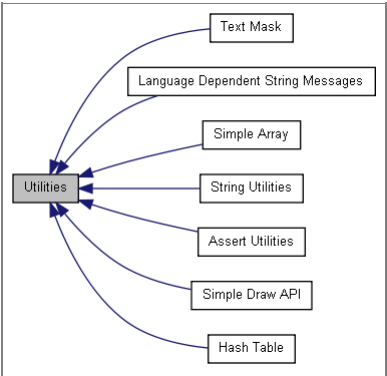 Text Mask
Language Dependent String Messages
Simple Array
Utilities
String Utilities
Assert Utilities
Simple Draw API
Hash Table